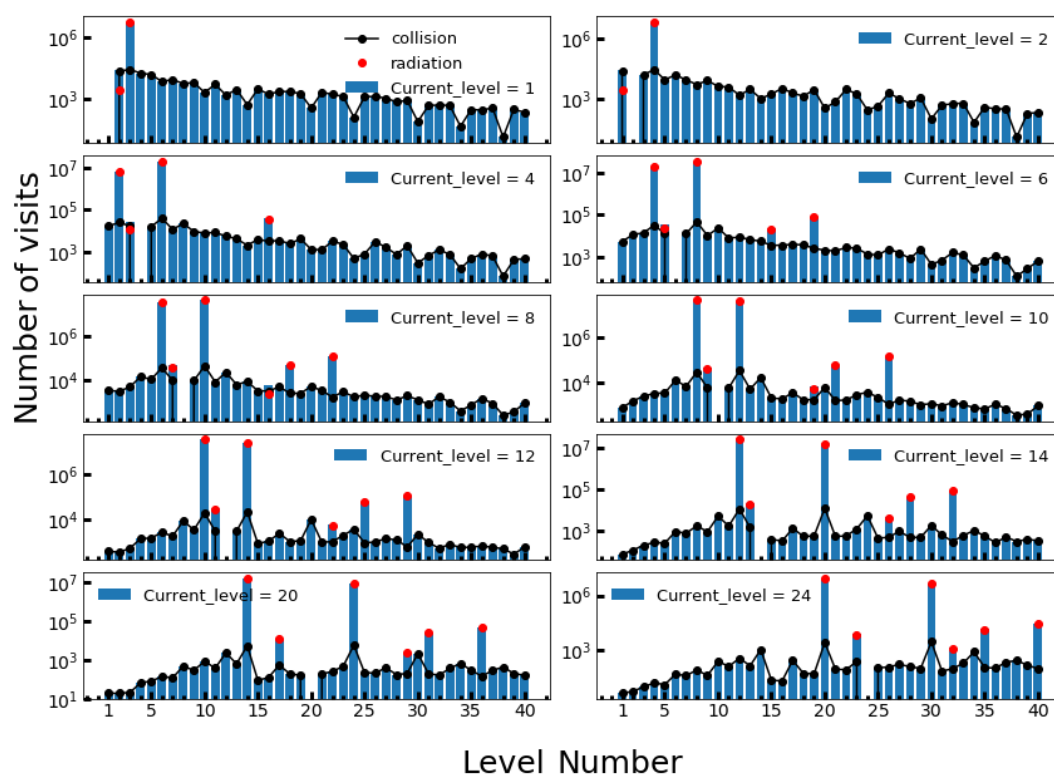 Number of visits
10^6
10^3
collision
radiation
Current_level = 1
Current_level = 2
10^6
10^3
10^7
10^5
10^3
Current_level = 4
Current_level = 6
10^7
10^5
10^3
10^6
10^4
Current_level = 8
Current_level = 10
10^6
10^4
10^6
10^4
Current_level = 12
Current_level = 14
10^7
10^5
10^3
10^7
10^5
10^3
10^1
Current_level = 20
Current_level = 24
10^6
10^3
1 5 10 15 20 25 30 35 40
1 5 10 15 20 25 30 35 40
Level Number